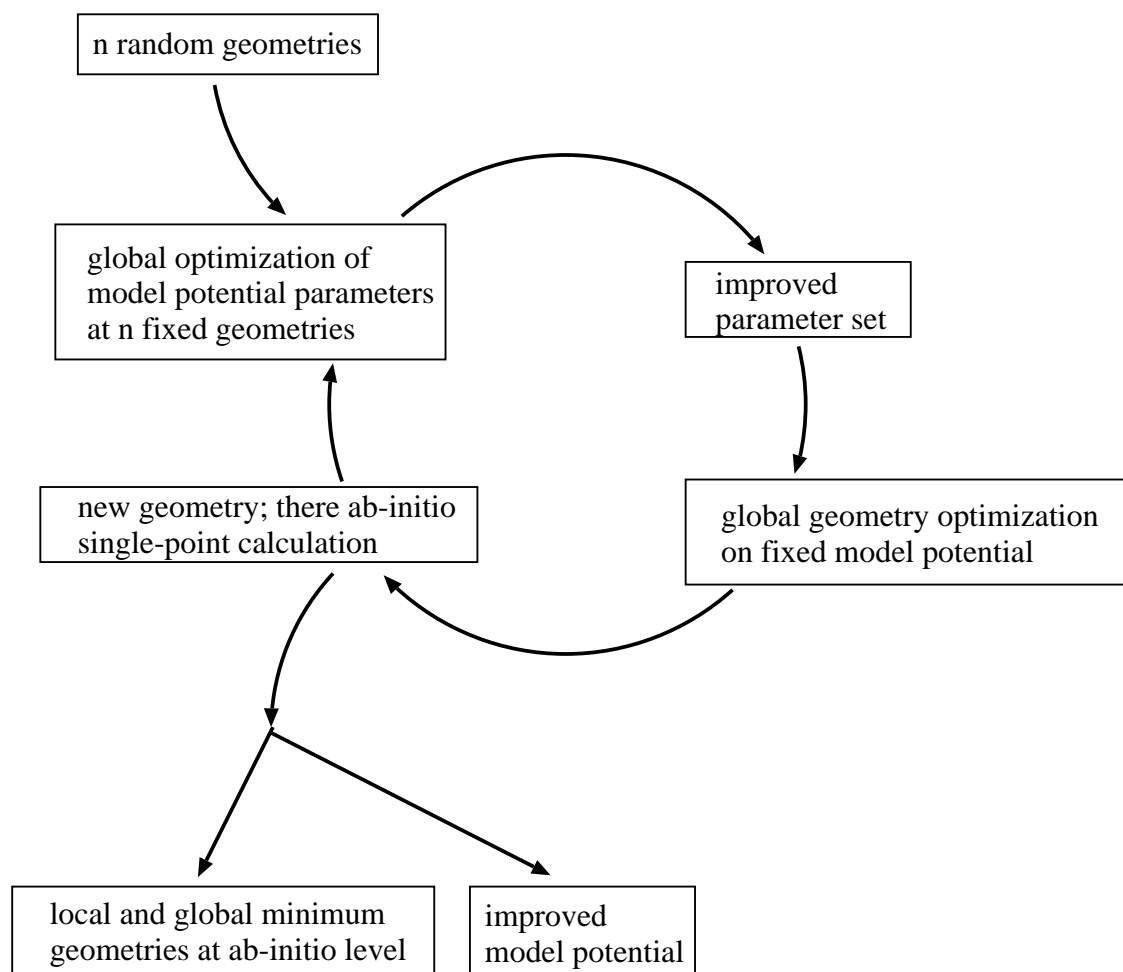 n random geometries
global optimization of
model potential parameters
at n fixed geometries
improved
parameter set
new geometry; there ab-initio
single-point calculation
global geometry optimization
on fixed model potential
local and global minimum
geometries at ab-initio level
improved
model potential